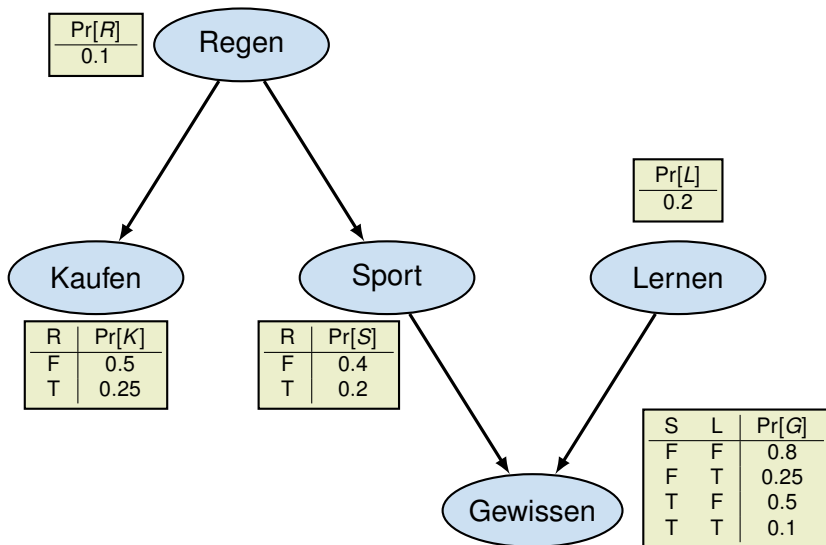 Pr[R]
0.1
Regen
Pr[L]
0.2
Kaufen
Sport
Lernen
R Pr[K]
F 0.5
T 0.25
R Pr[S]
F 0.4
T 0.2
S L Pr[G]
F F 0.8
F T 0.25
T F 0.5
T T 0.1
Gewissen